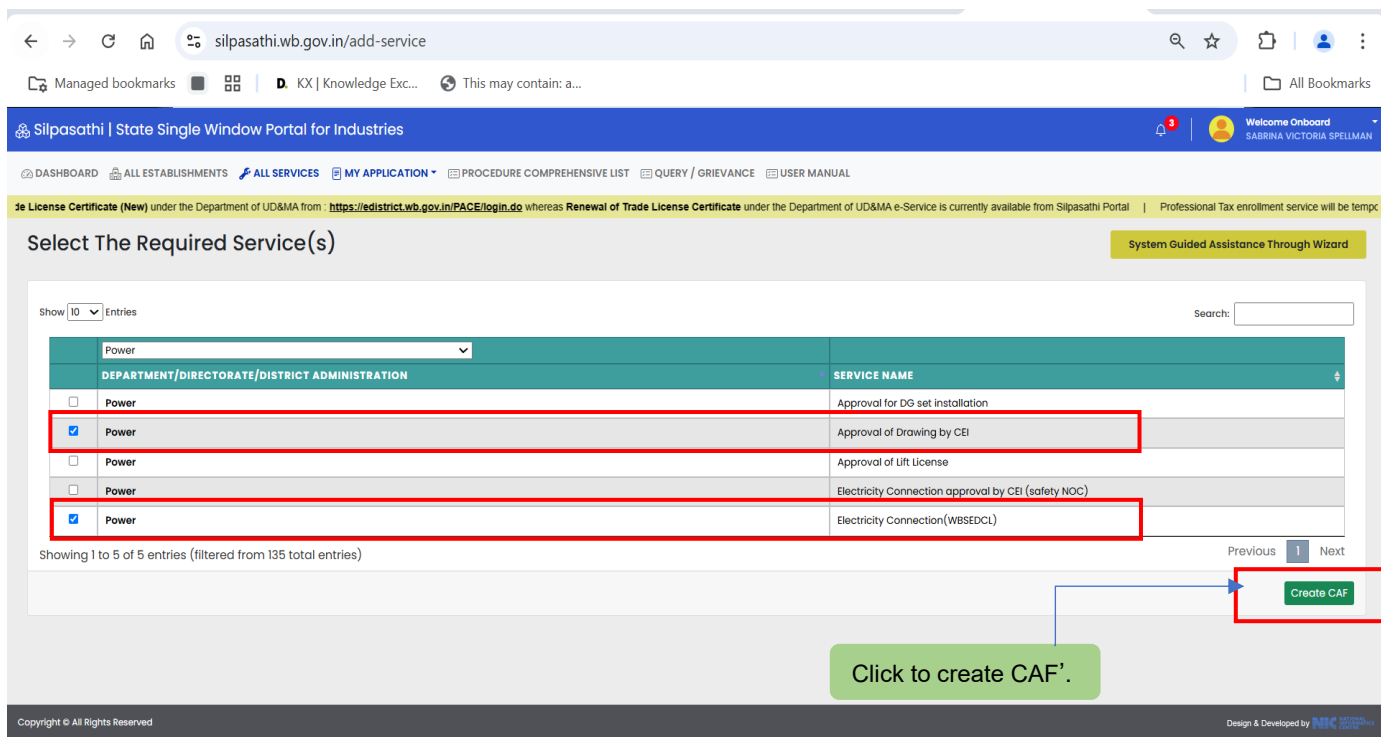 silpasathi.wb.gov.in/add-service
Managed bookmarks D. KX | Knowledge Exc... This may contain: a... All Bookmarks
Silpasathi | State Single Window Portal for Industries 3 Welcome Onboard
SABRINA VICTORIA SPELLMAN
DASHBOARD ALL ESTABLISHMENTS ALL SERVICES MY APPLICATION PROCEDURE COMPREHENSIVE LIST QUERY / GRIEVANCE USER MANUAL
de License Certificate (New) under the Department of UD&MA from : https://edistrict.wb.gov.in/PACE/login.do whereas Renewal of Trade License Certificate under the Department of UD&MA e-Service is currently available from Silpasathi Portal | Professional Tax enrollment service will be tempo
Select The Required Service(s) System Guided Assistance Through Wizard
Show 10 Entries Search:
Power
DEPARTMENT/DIRECTORATE/DISTRICT ADMINISTRATION SERVICE NAME
Power Approval for DG set installation
Power Approval of Drawing by CEI
Power Approval of Lift License
Power Electricity Connection approval by CEI (safety NOC)
Power Electricity Connection(WBSEDCL)
Showing 1 to 5 of 5 entries (filtered from 135 total entries) Previous 1 Next
Create CAF
Click to create CAF’.
Copyright © All Rights Reserved Design & Developed by NIC NATIONAL INFORMATICS CENTRE